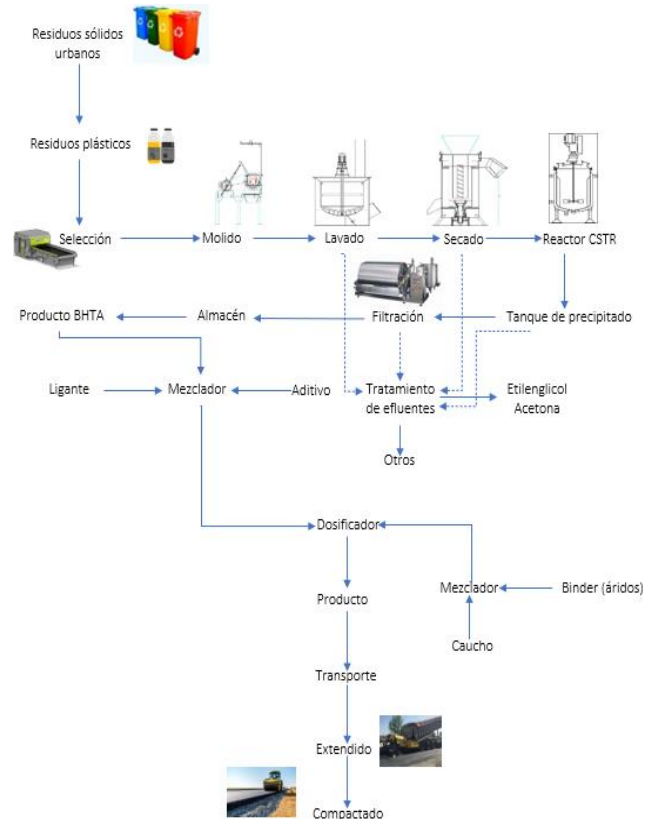 Residuos sólidos
urbanos
Residuos plásticos
Selección
Molido
Lavado
Secado
Reactor CSTR
Producto BHTA
Almacén
Filtración
Tanque de precipitado
Ligante
Mezclador
Aditivo
Tratamiento
de efluentes
Etilenglicol
Acetona
Otros
Dosificador
Producto
Mezclador
Binder (áridos)
Caucho
Transporte
Extendido
Compactado